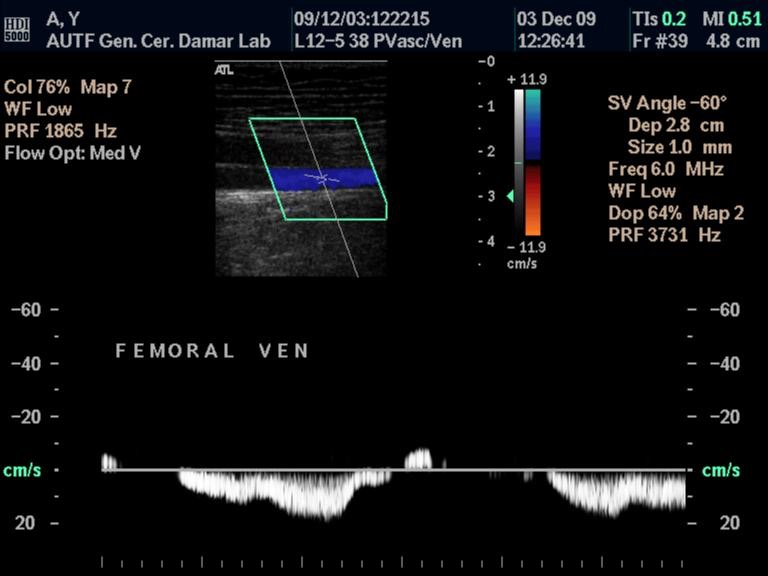 HDI 5000
A, Y
AUTF Gen. Cer. Damar Lab
09/12/03:122215
L12-5 38 PVasc/Ven
03 Dec 09
12:26:41
TIs 0.2 MI 0.51
Fr #39 4.8 cm
Col 76% Map 7
WF Low
PRF 1865 Hz
Flow Opt: Med V
ATL
0
1
2
3
4
+ 11.9
- 11.9
cm/s
SV Angle -60°
Dep 2.8 cm
Size 1.0 mm
Freq 6.0 MHz
WF Low
Dop 64% Map 2
PRF 3731 Hz
-60
-40
-20
cm/s
20
FEMORAL VEN
-60
-40
-20
cm/s
20